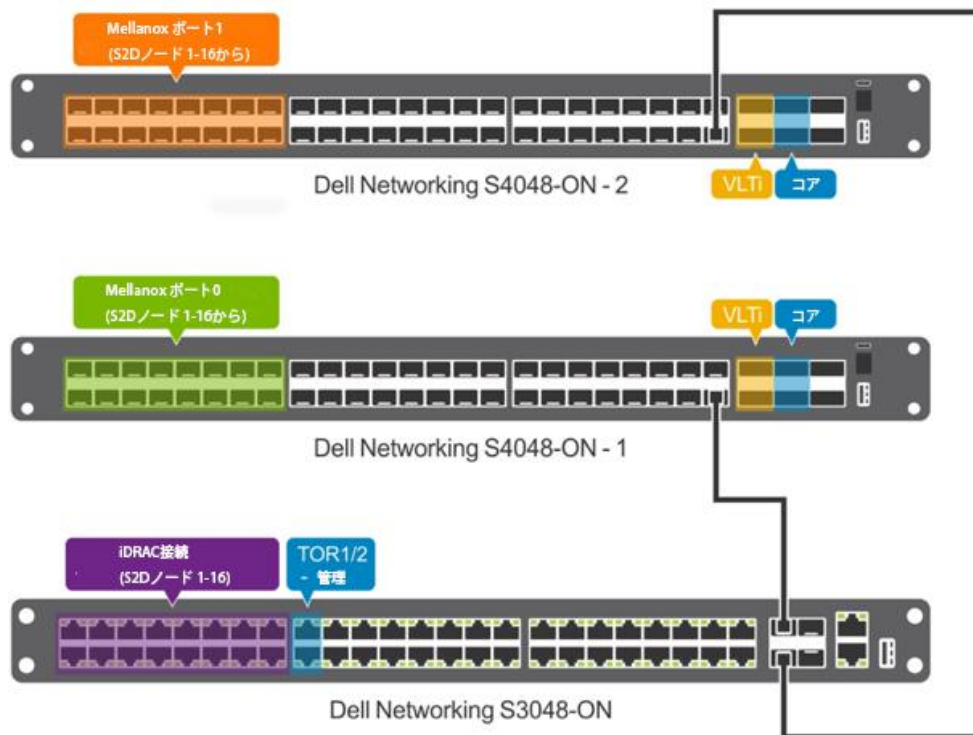 Mellanox ポート1
(S2Dノード 1-16から)
Dell Networking S4048-ON - 2
VLTi
コア
Mellanox ポート0
(S2Dノード 1-16から)
VLTi
コア
Dell Networking S4048-ON - 1
iDRAC接続
(S2Dノード 1-16)
TOR1/2
- 管理
Dell Networking S3048-ON